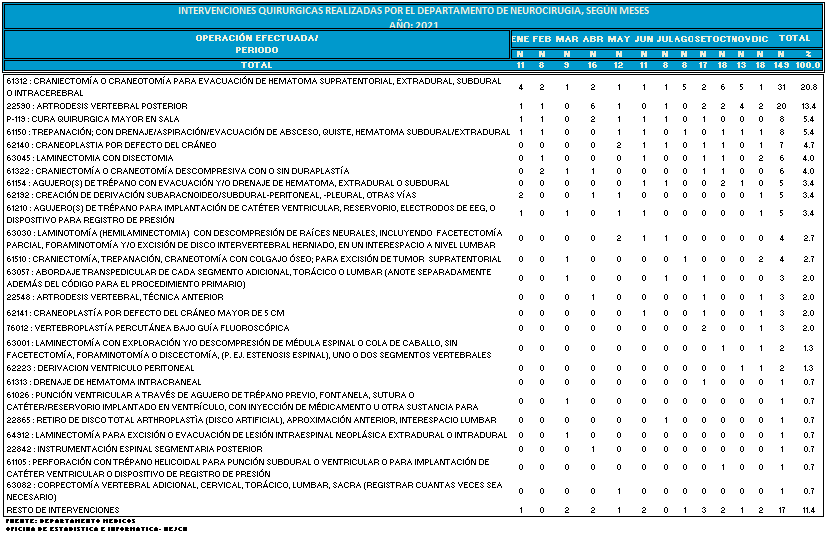 INTERVENCIONES QUIRURGICAS REALIZADAS POR EL DEPARTAMENTO DE NEUROCIRUGIA, SEGÚN MESES
AÑO: 2021
OPERACIÓN EFECTUADA/ PERIODO ENE FEB MAR ABR MAY JUN JUL AGO SET OCT NOV DIC TOTAL
N N N N N N N N N N N N N %
TOTAL 11 8 9 16 12 11 8 8 17 18 13 18 149 100.0
61312 : CRANIECTOMÍA O CRANEOTOMÍA PARA EVACUACIÓN DE HEMATOMA SUPRATENTORIAL, EXTRADURAL, SUBDURAL
O INTRACEREBRAL 4 2 1 2 1 1 1 5 2 6 5 1 31 20.8
22590 : ARTRODESIS VERTEBRAL POSTERIOR 1 1 0 6 1 0 1 0 2 2 4 2 20 13.4
P-119 : CURA QUIRURGICA MAYOR EN SALA 1 1 0 2 1 1 1 0 0 0 0 1 8 5.4
61150 : TREPANACIÓN; CON DRENAJE/ASPIRACIÓN/EVACUACIÓN DE ABSCESO, QUISTE, HEMATOMA SUBDURAL/EXTRADURAL 1 1 0 0 1 1 0 1 0 1 1 1 8 5.4
62140 : CRANEOPLASTIA POR DEFECTO DEL CRÁNEO 0 0 0 0 2 1 1 0 1 1 0 1 7 4.7
63045 : LAMINECTOMIA CON DISECTOMIA 0 1 0 0 0 1 1 0 0 1 0 2 6 4.0
61322 : CRANIECTOMÍA O CRANEOTOMÍA DESCOMPRESIVA CON O SIN DURAPLASTÍA 0 2 1 1 0 0 0 0 1 0 0 1 6 4.0
61154 : AGUJERO(S) DE TRÉPANO CON EVACUACIÓN Y/O DRENAJE DE HEMATOMA, EXTRADURAL O SUBDURAL 0 0 0 0 0 1 1 0 0 2 1 0 5 3.4
62192 : CREACIÓN DE DERIVACIÓN SUBARACNOIDEO/SUBDURAL-PERITONEAL, -PLEURAL, OTRAS VÍAS 2 0 0 1 1 0 0 0 0 0 0 1 5 3.4
61210 : AGUJERO(S) DE TRÉPANO PARA IMPLANTACIÓN DE CATÉTER VENTRICULAR, RESERVORIO, ELECTRODOS DE EEG, O
DISPOSITIVO PARA REGISTRO DE PRESIÓN 1 0 1 0 1 1 0 0 0 0 0 1 5 3.4
63030 : LAMINOTOMÍA (HEMILAMINECTOMIA) CON DESCOMPRESIÓN DE RAÍCES NEURALES, INCLUYENDO FACETECTOMÍA
PARCIAL, FORAMINOTOMÍA Y/O EXCISIÓN DE DISCO INTERVERTEBRAL HERNIADO, EN UN INTERESPACIO A NIVEL LUMBAR 0 0 0 0 2 1 1 0 0 0 0 0 4 2.7
61510 : CRANIECTOMÍA, TREPANACIÓN, CRANEOTOMÍA CON COLGAJO ÓSEO; PARA EXCISIÓN DE TUMOR SUPRATENTORIAL 0 0 1 0 0 0 0 1 0 0 0 2 4 2.7
63057 : ABORDAJE TRANSPEDICULAR DE CADA SEGMENTO ADICIONAL, TORÁCICO O LUMBAR (ANOTE SEPARADAMENTE
ADEMÁS DEL CÓDIGO PARA EL PROCEDIMIENTO PRIMARIO) 0 0 1 0 0 0 1 0 1 0 0 0 3 2.0
22548 : ARTRODESIS VERTEBRAL, TÉCNICA ANTERIOR 0 0 0 1 0 0 0 0 1 0 0 1 3 2.0
62141 : CRANEOPLASTÍA POR DEFECTO DEL CRÁNEO MAYOR DE 5 CM 0 0 0 0 0 1 0 0 1 0 0 1 3 2.0
76012 : VERTEBROPLASTÍA PERCUTÁNEA BAJO GUÍA FLUOROSCÓPICA 0 0 0 0 0 0 0 0 2 0 0 1 3 2.0
63001 : LAMINECTOMÍA CON EXPLORACIÓN Y/O DESCOMPRESIÓN DE MÉDULA ESPINAL O COLA DE CABALLO, SIN
FACETECTOMÍA, FORAMINOTOMÍA O DISCECTOMÍA, (P. EJ. ESTENOSIS ESPINAL), UNO O DOS SEGMENTOS VERTEBRALES 0 0 0 0 0 0 0 0 0 1 0 1 2 1.3
62223 : DERIVACION VENTRICULO PERITONEAL 0 0 0 0 0 0 0 0 0 0 1 1 2 1.3
61313 : DRENAJE DE HEMATOMA INTRACRANEAL 0 0 0 0 0 0 0 0 1 0 0 0 1 0.7
61026 : PUNCIÓN VENTRICULAR A TRAVÉS DE AGUJERO DE TRÉPANO PREVIO, FONTANELA, SUTURA O
CATÉTER/RESERVORIO IMPLANTADO EN VENTRÍCULO, CON INYECCIÓN DE MÉDICAMENTO U OTRA SUSTANCIA PARA 0 0 1 0 0 0 0 0 0 0 0 0 1 0.7
22865 : RETIRO DE DISCO TOTAL ARTHROPLASTÌA (DISCO ARTIFICIAL), APROXIMACIÓN ANTERIOR, INTERESPACIO LUMBAR 0 0 0 0 0 0 1 0 0 0 0 0 1 0.7
64912 : LAMINECTOMÍA PARA EXCISIÓN O EVACUACIÓN DE LESIÓN INTRAESPINAL NEOPLÁSICA EXTRADURAL O INTRADURAL 0 0 1 0 0 0 0 0 0 0 0 0 1 0.7
22842 : INSTRUMENTACIÓN ESPINAL SEGMENTARIA POSTERIOR 0 0 0 1 0 0 0 0 0 0 0 0 1 0.7
61105 : PERFORACIÓN CON TRÉPANO HELICOIDAL PARA PUNCIÓN SUBDURAL O VENTRICULAR O PARA IMPLANTACIÓN DE
CATÉTER VENTRICULAR O DISPOSITIVO DE REGISTRO DE PRESIÓN 0 0 0 0 0 0 0 0 0 1 0 0 1 0.7
63082 : CORPECTOMÍA VERTEBRAL ADICIONAL, CERVICAL, TORÁCICO, LUMBAR, SACRA (REGISTRAR CUANTAS VECES SEA
NECESARIO) 0 0 0 0 1 0 0 0 0 0 0 0 1 0.7
RESTO DE INTERVENCIONES 1 0 2 2 1 2 0 1 3 2 1 2 17 11.4
FUENTE: DEPARTAMENTO MEDICOS
OFICINA DE ESTADISTICA E INFORMATICA- HEJCU